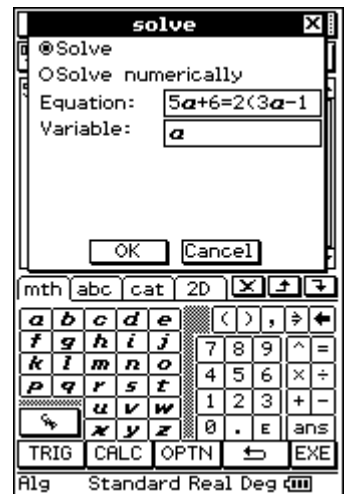 solve
Solve
Solve numerically
Equation: 5a+6=2(3a-1
Variable: a
OK Cancel
mth abc cat 2D
a b c d e ( ) ,
f g h i j 7 8 9 ^ =
k l m n o 4 5 6 × ÷
p q r s t 1 2 3 + −
u v w
x y z 0 . E ans
TRIG CALC OPTN EXE
Alg Standard Real Deg